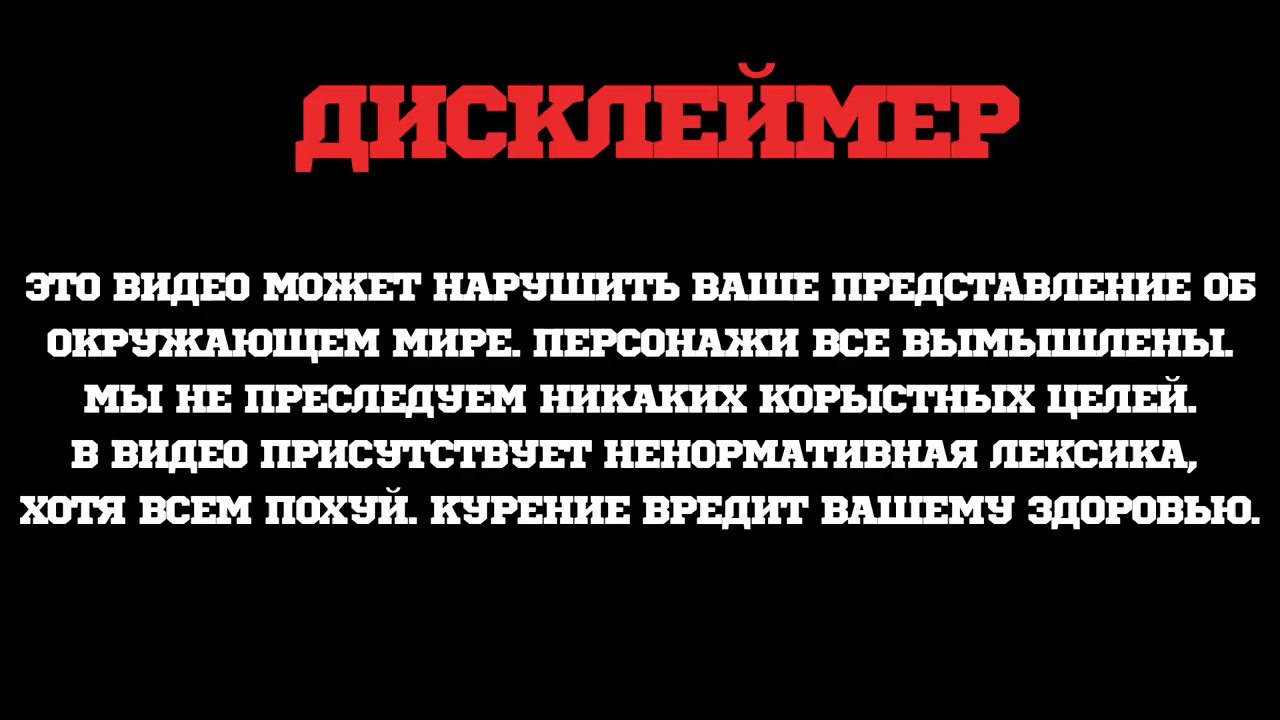 ДИСКЛЕЙМЕР
ЭТО ВИДЕО МОЖЕТ НАРУШИТЬ ВАШЕ ПРЕДСТАВЛЕНИЕ ОБ
ОКРУЖАЮЩЕМ МИРЕ. ПЕРСОНАЖИ ВСЕ ВЫМЫШЛЕНЫ.
МЫ НЕ ПРЕСЛЕДУЕМ НИКАКИХ КОРЫСТНЫХ ЦЕЛЕЙ.
В ВИДЕО ПРИСУТСТВУЕТ НЕНОРМАТИВНАЯ ЛЕКСИКА,
ХОТЯ ВСЕМ ПОХУЙ. КУРЕНИЕ ВРЕДИТ ВАШЕМУ ЗДОРОВЬЮ.